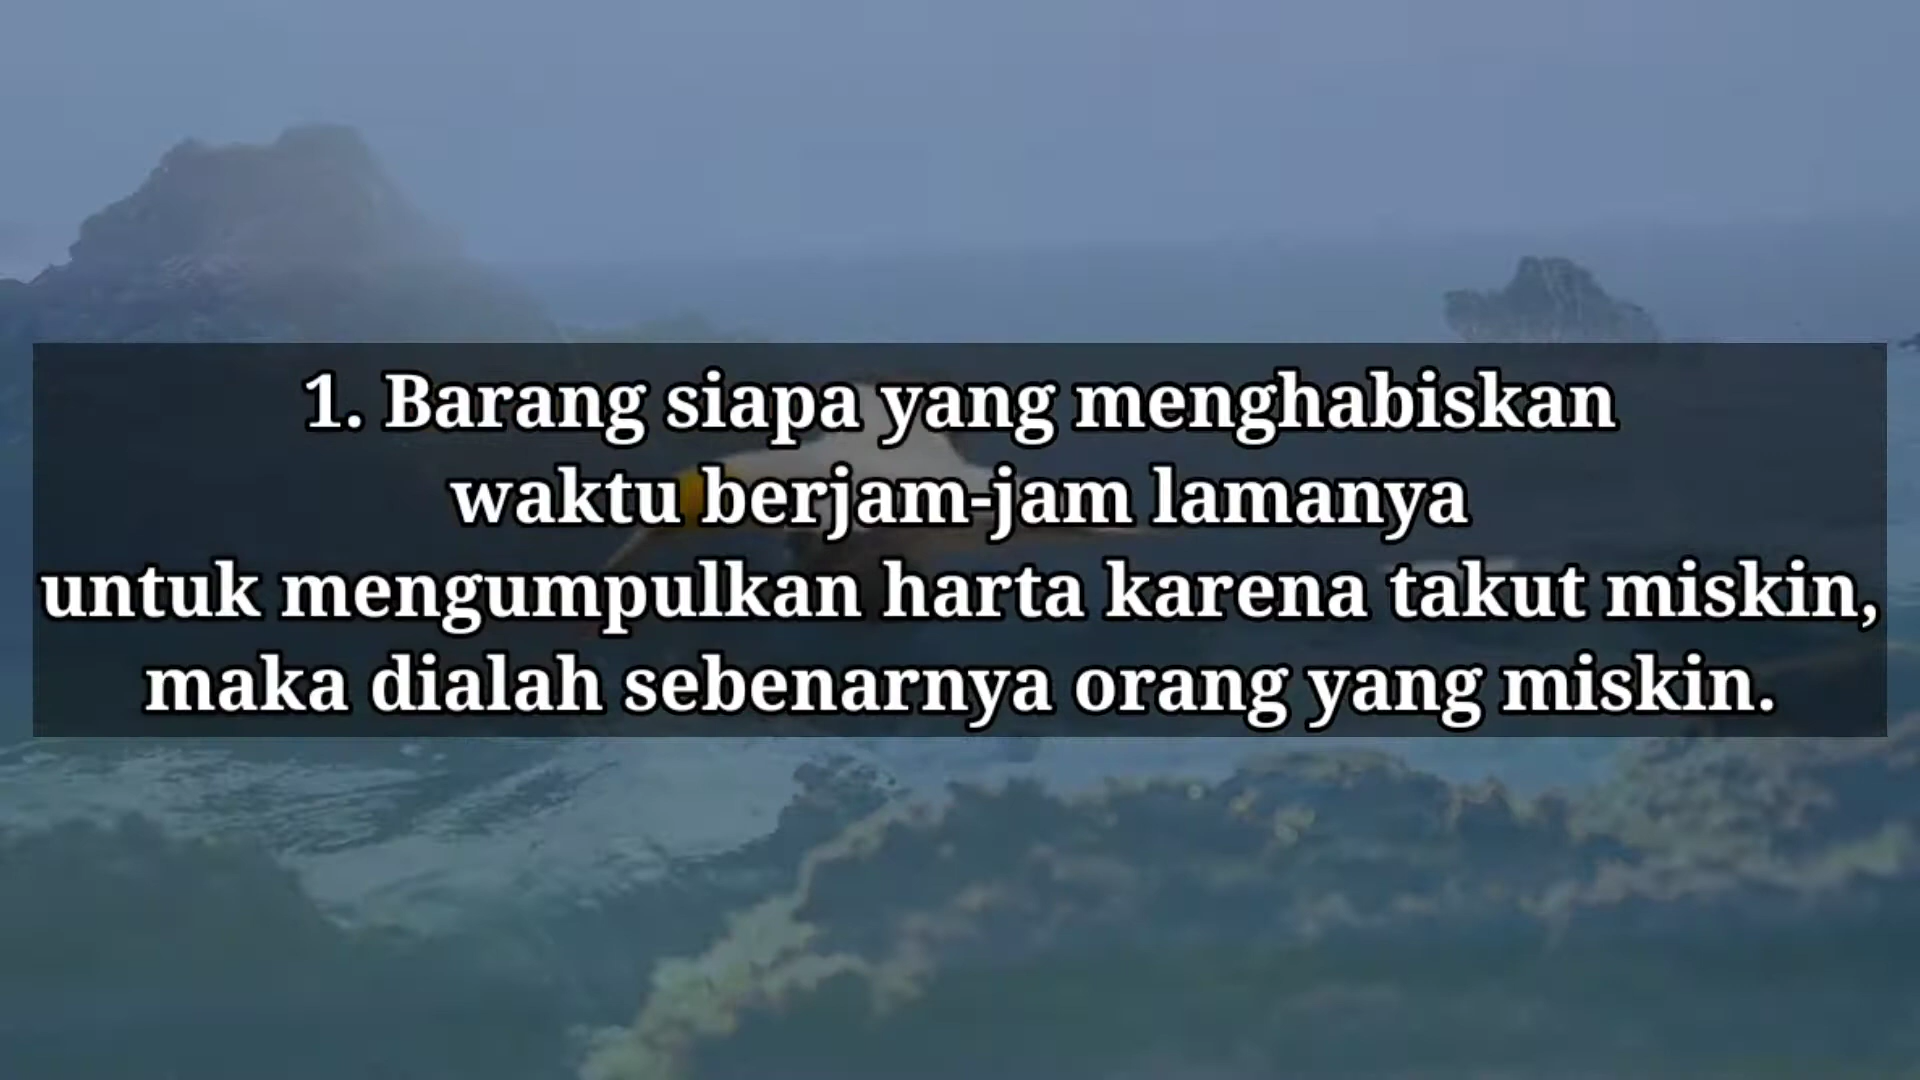 1. Barang siapa yang menghabiskan
waktu berjam-jam lamanya
untuk mengumpulkan harta karena takut miskin,
maka dialah sebenarnya orang yang miskin.